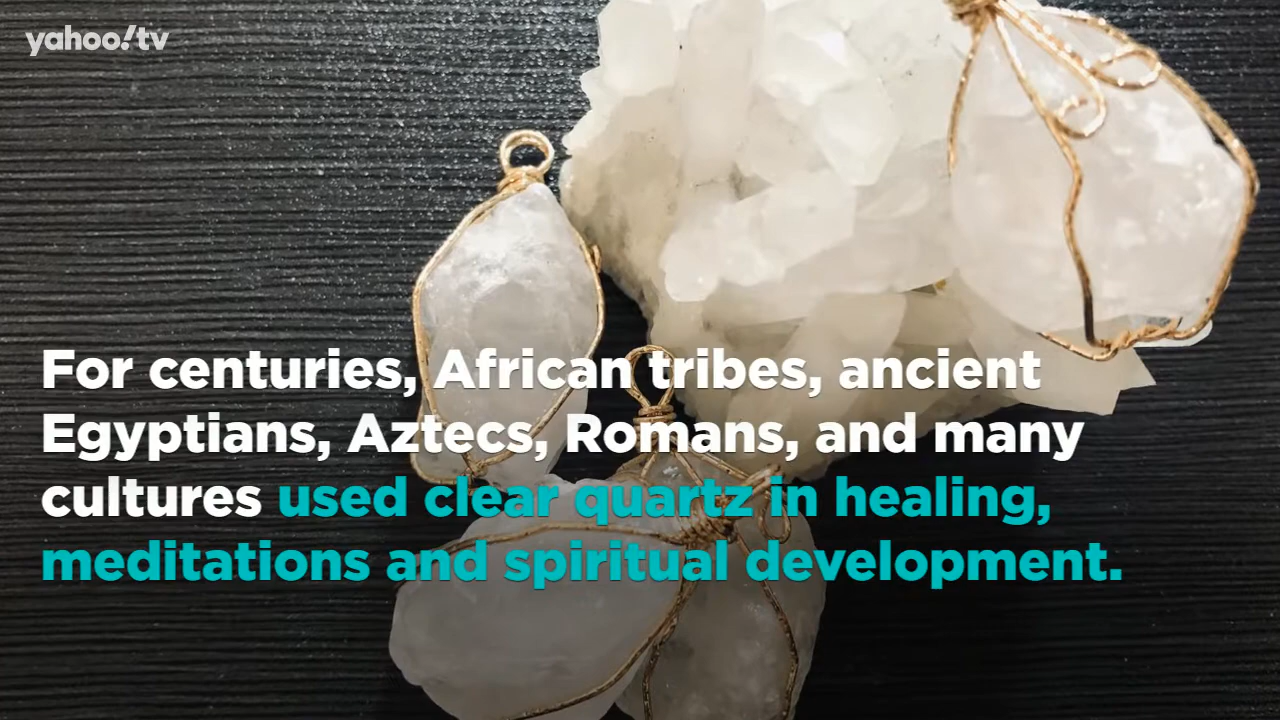 yahoo!tv
For centuries, African tribes, ancient
Egyptians, Aztecs, Romans, and many
cultures used clear quartz in healing,
meditations and spiritual development.